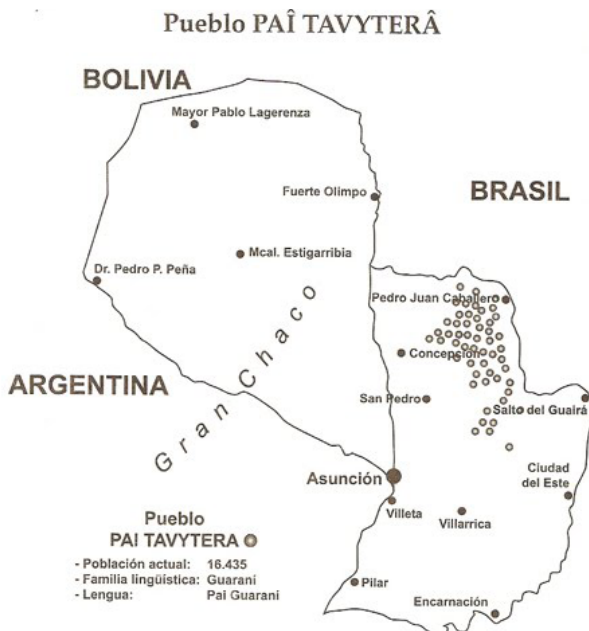 Pueblo PAÎ TAVYTERÂ
BOLIVIA
Mayor Pablo Lagerenza
Fuerte Olimpo
BRASIL
Mcal. Estigarribia
Dr. Pedro P. Peña
Pedro Juan Caballero
Gran Chaco
Concepción
ARGENTINA
San Pedro
Salto del Guairá
Asunción
Ciudad
del Este
Villeta
Villarrica
Pueblo
PAI TAVYTERA
- Población actual: 16.435
- Familia lingüística: Guarani
- Lengua: Pai Guarani
Pilar
Encarnación